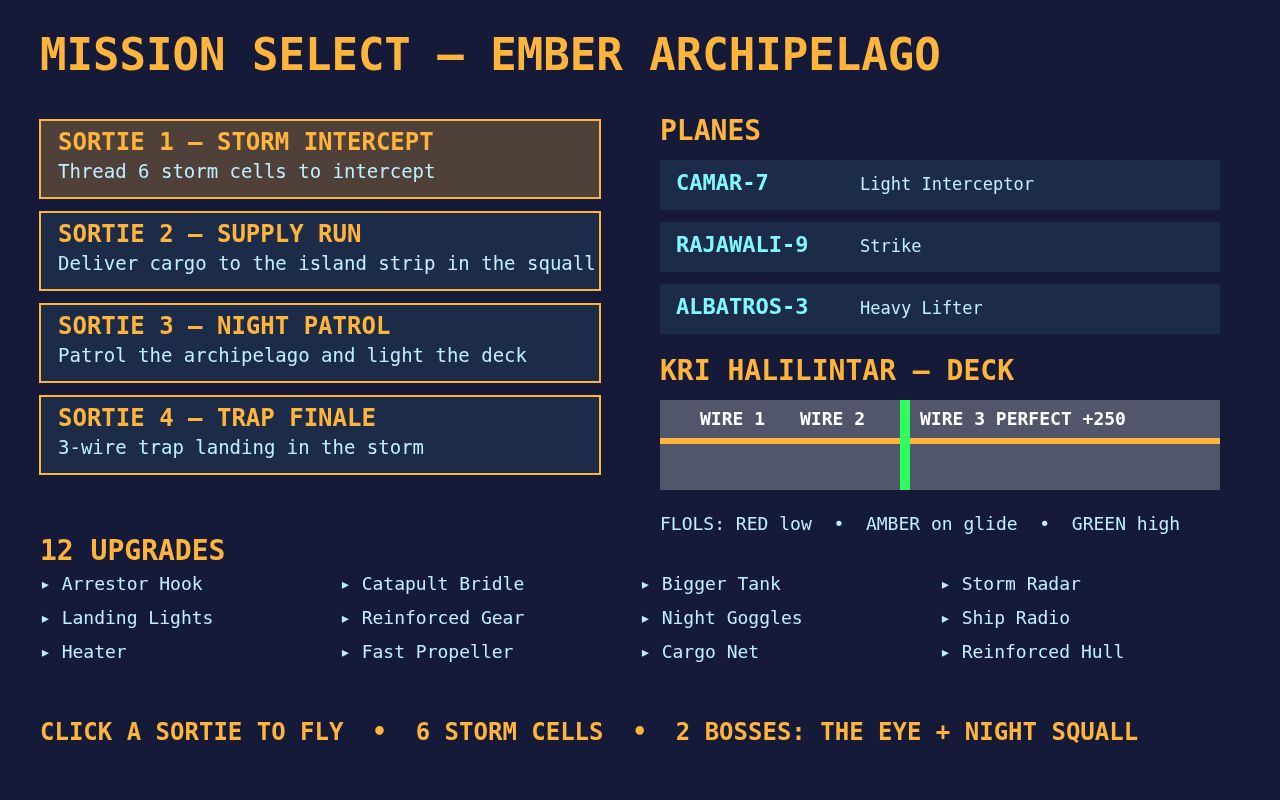 MISSION SELECT — EMBER ARCHIPELAGO
SORTIE 1 — STORM INTERCEPT
Thread 6 storm cells to intercept
SORTIE 2 — SUPPLY RUN
Deliver cargo to the island strip in the squall
SORTIE 3 — NIGHT PATROL
Patrol the archipelago and light the deck
SORTIE 4 — TRAP FINALE
3-wire trap landing in the storm
PLANES
CAMAR-7 Light Interceptor
RAJAWALI-9 Strike
ALBATROS-3 Heavy Lifter
KRI HALILINTAR — DECK
WIRE 1 WIRE 2 WIRE 3 PERFECT +250
FLOLS: RED low • AMBER on glide • GREEN high
12 UPGRADES
▸ Arrestor Hook ▸ Catapult Bridle ▸ Bigger Tank ▸ Storm Radar
▸ Landing Lights ▸ Reinforced Gear ▸ Night Goggles ▸ Ship Radio
▸ Heater ▸ Fast Propeller ▸ Cargo Net ▸ Reinforced Hull
CLICK A SORTIE TO FLY • 6 STORM CELLS • 2 BOSSES: THE EYE + NIGHT SQUALL